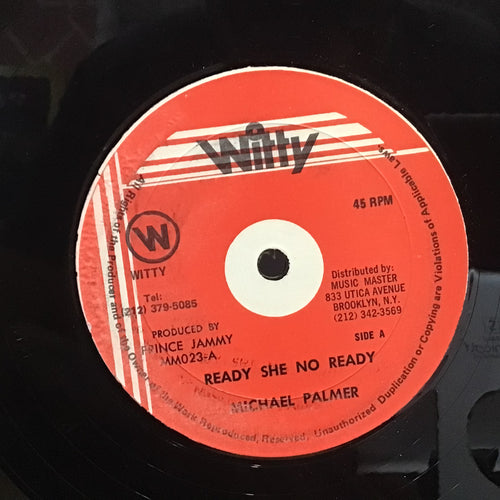 Witty
45 RPM
W
WITTY
Tel:
(212) 379-5085
Distributed by:
MUSIC MASTER
833 UTICA AVENUE
BROOKLYN, N.Y.
(212) 342-3569
PRODUCED BY
PRINCE JAMMY
MM023-A
SIDE A
READY SHE NO READY
MICHAEL PALMER
All Rights of the Producer and of the Owner of the Work Reproduced, Reserved, Unauthorized Duplication or Copying are Violations of Applicable Laws.